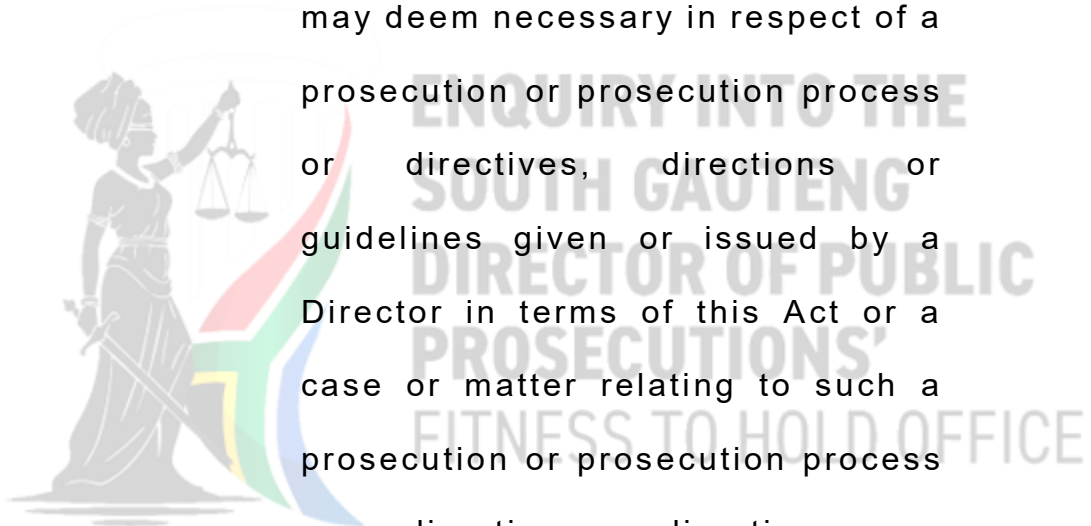 may deem necessary in respect of a
prosecution or prosecution process
or directives, directions or
guidelines given or issued by a
Director in terms of this Act or a
case or matter relating to such a
prosecution or prosecution process
ENQUIRY INTO THE
SOUTH GAUTENG
DIRECTOR OF PUBLIC
PROSECUTIONS'
FITNESS TO HOLD OFFICE